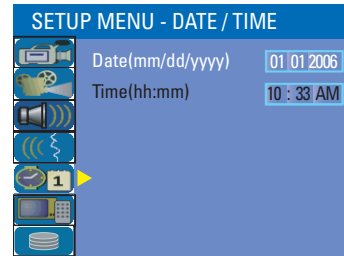 SETUP MENU - DATE / TIME
Date(mm/dd/yyyy) 01 01 2006
Time(hh:mm) 10 : 33 AM
1